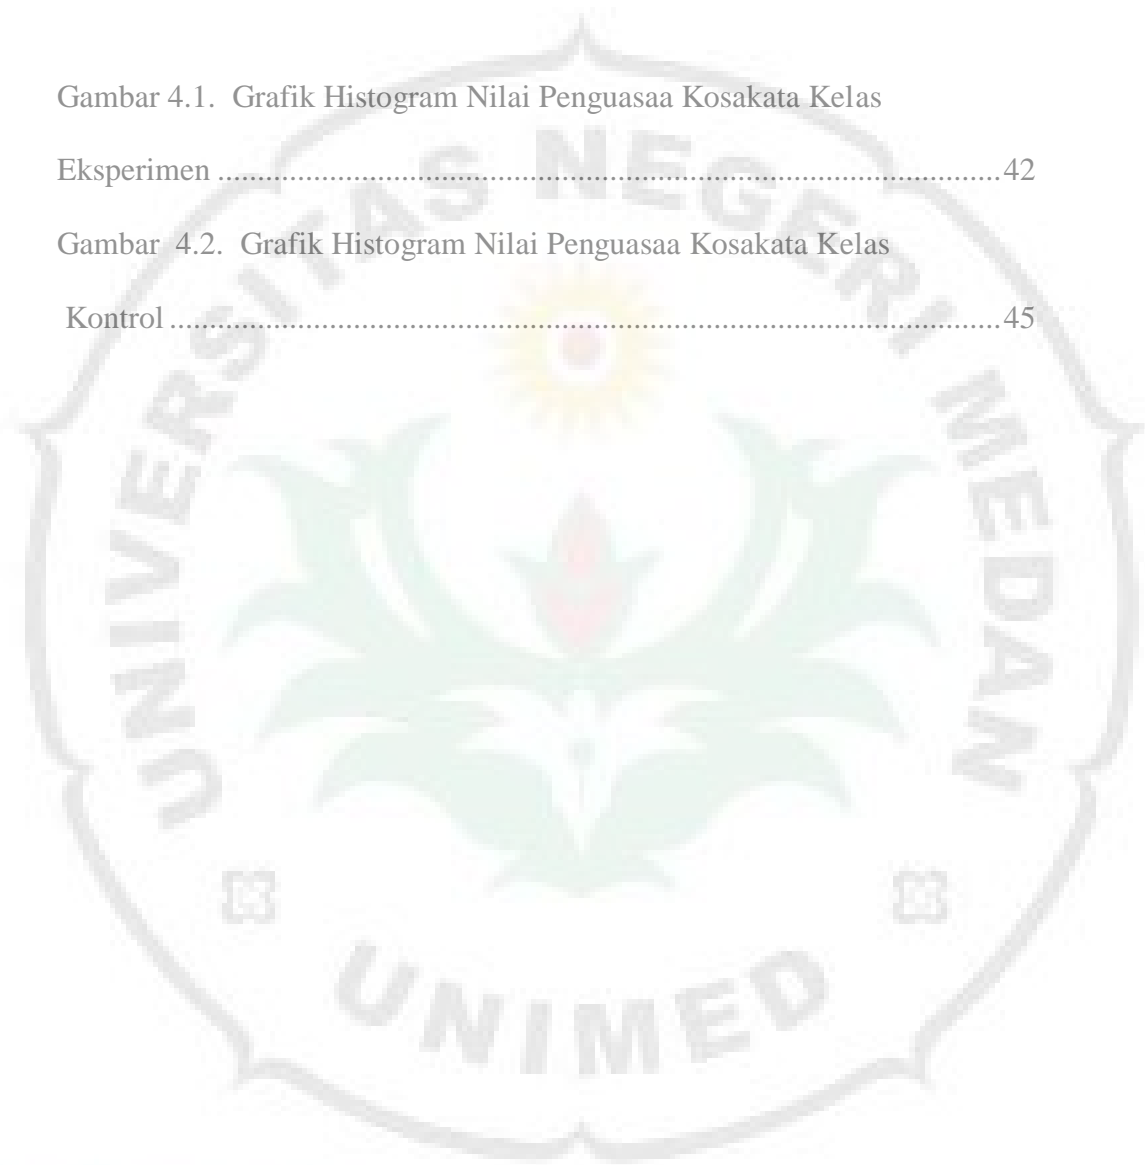 Gambar 4.1. Grafik Histogram Nilai Penguasaa Kosakata Kelas
Eksperimen ................................................................................................42
Gambar 4.2. Grafik Histogram Nilai Penguasaa Kosakata Kelas
Kontrol ......................................................................................................45
UNIVERSITAS NEGERI MEDAN
UNIMED